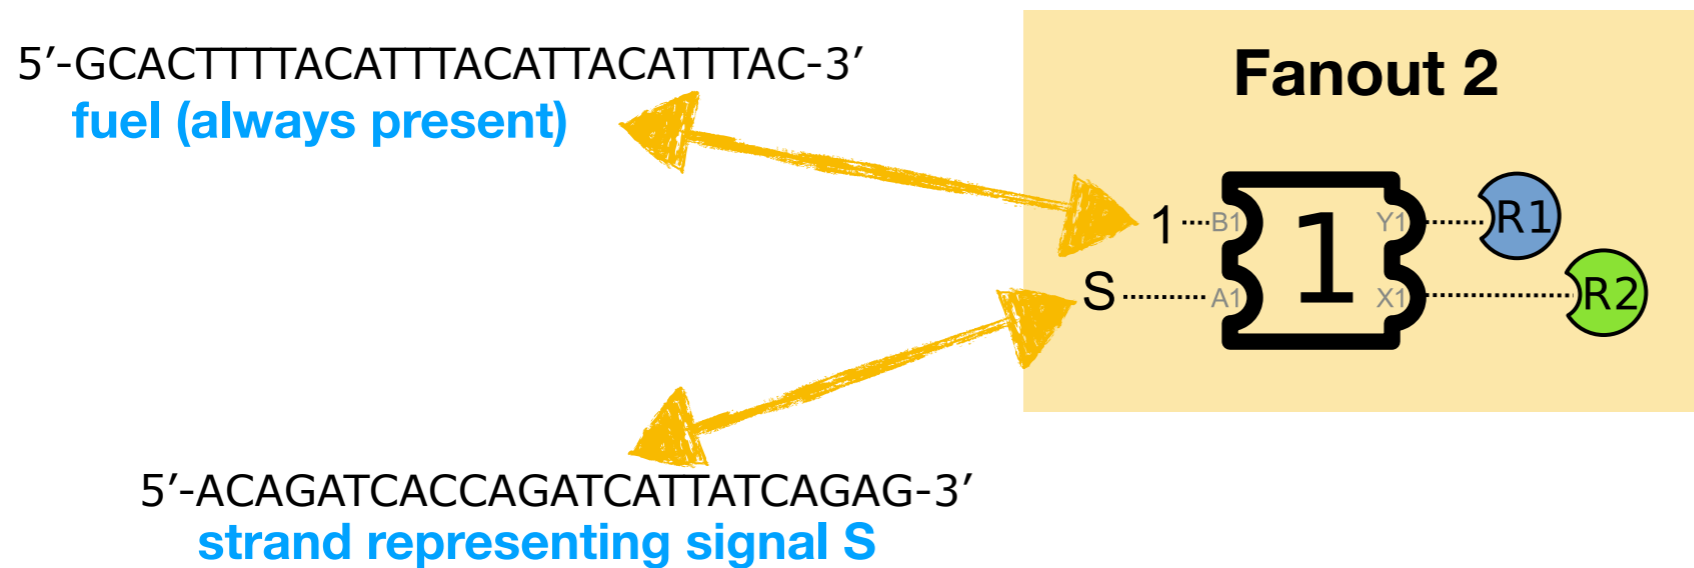 5′-GCACTTTTACATTTACATTACATTTAC-3′
fuel (always present)
Fanout 2
1 B1 1 Y1 R1
S A1 X1 R2
5′-ACAGATCACCAGATCATTATCAGAG-3′
strand representing signal S